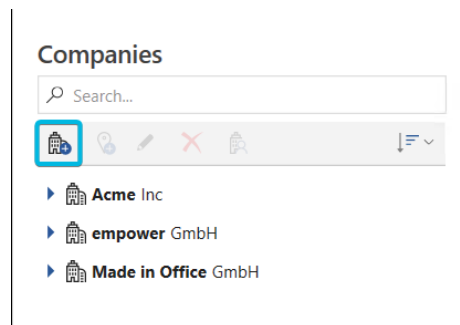 Companies
Search...
Acme Inc
empower GmbH
Made in Office GmbH